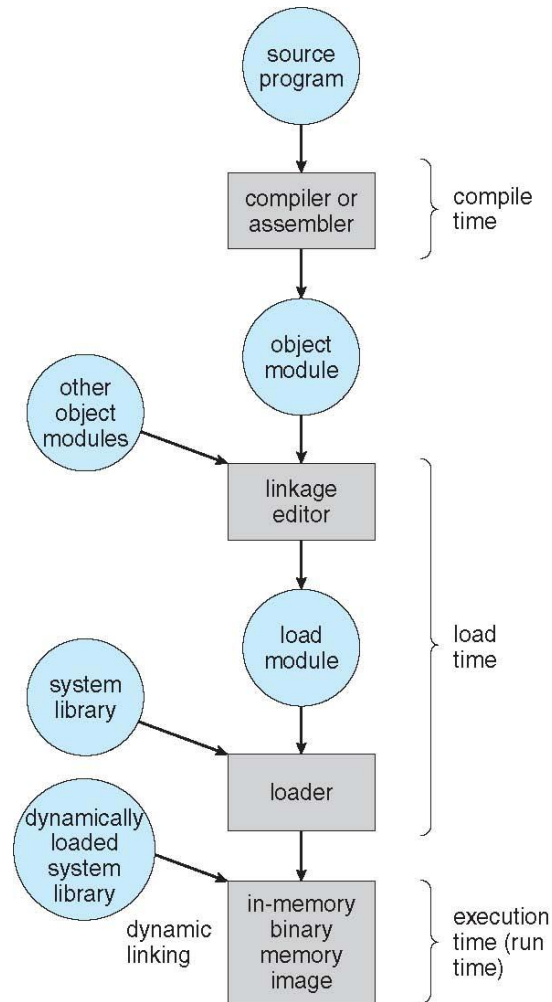 source
program
compiler or
assembler
compile
time
object
module
other
object
modules
linkage
editor
load
module
load
time
system
library
loader
dynamically
loaded
system
library
dynamic
linking
in-memory
binary
memory
image
execution
time (run
time)